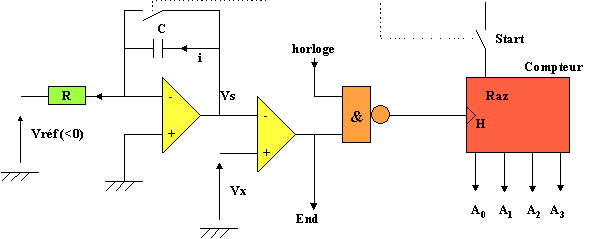 C
i
R
Vréf(<0)
-
+
Vs
-
+
Vx
horloge
&
End
Start
Compteur
Raz
H
A0 A1 A2 A3